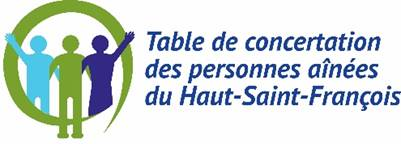 Table de concertation
des personnes aînées
du Haut-Saint-François